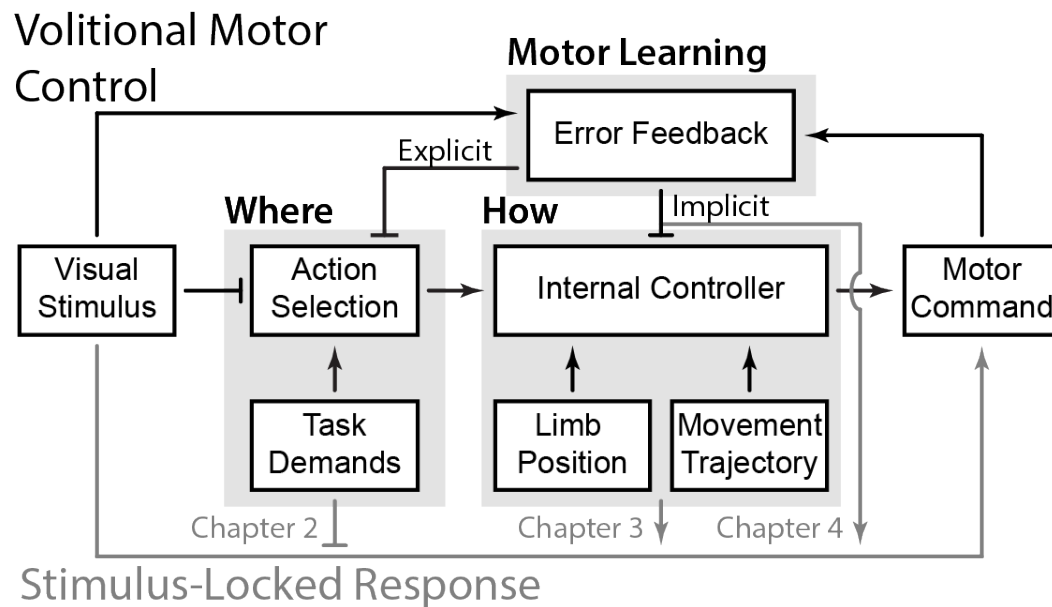 Volitional Motor
Control
Motor Learning
Error Feedback
Explicit
Implicit
Where
How
Visual
Stimulus
Action
Selection
Internal Controller
Motor
Command
Task
Demands
Limb
Position
Movement
Trajectory
Chapter 2
Chapter 3
Chapter 4
Stimulus-Locked Response